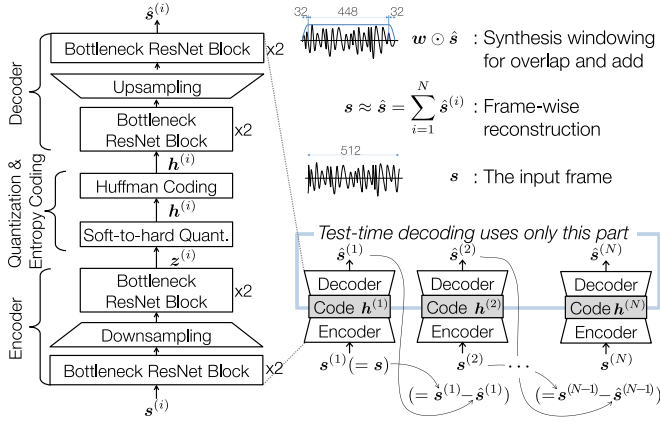 ŝ^(i)
Bottleneck ResNet Block x2
Upsampling
Bottleneck
ResNet Block x2
Decoder
h^(i)
Huffman Coding
h^(i)
Soft-to-hard Quant.
Quantization &
Entropy Coding
z^(i)
Bottleneck
ResNet Block x2
Downsampling
Bottleneck ResNet Block x2
Encoder
s^(i)
32 448 32
w ⊙ ŝ : Synthesis windowing
for overlap and add
s ≈ ŝ = ∑_{i=1}^{N} ŝ^(i) : Frame-wise
reconstruction
512
s : The input frame
Test-time decoding uses only this part
ŝ^(1) ŝ^(2) ŝ^(N)
Decoder Decoder Decoder
Code h^(1) Code h^(2) Code h^(N)
Encoder Encoder Encoder
s^(1)(= s) s^(2) ··· s^(N)
(= s^(1)−ŝ^(1)) (= s^(N−1)−ŝ^(N−1))